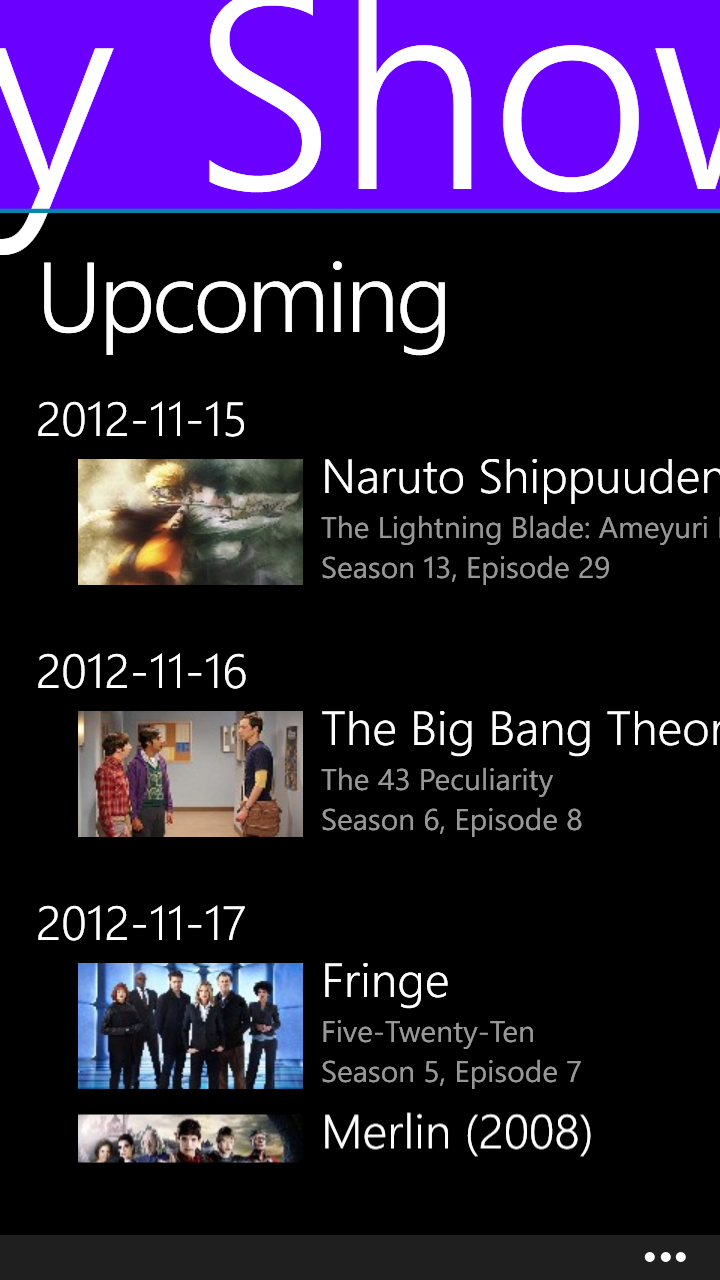 y Show
Upcoming
2012-11-15
Naruto Shippuuden
The Lightning Blade: Ameyuri
Season 13, Episode 29
2012-11-16
The Big Bang Theor
The 43 Peculiarity
Season 6, Episode 8
2012-11-17
Fringe
Five-Twenty-Ten
Season 5, Episode 7
Merlin (2008)